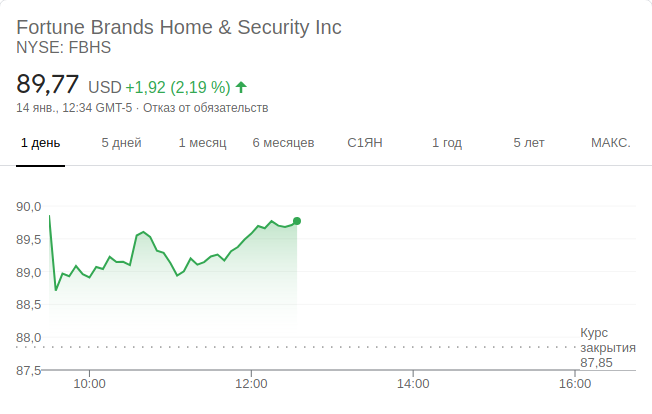 Fortune Brands Home & Security Inc
NYSE: FBHS
89,77 USD +1,92 (2,19 %)
14 янв., 12:34 GMT-5 · Отказ от обязательств
1 день 5 дней 1 месяц 6 месяцев С1ЯН 1 год 5 лет МАКС.
90,0
89,5
89,0
88,5
88,0
87,5
Курс
закрытия
87,85
10:00 12:00 14:00 16:00